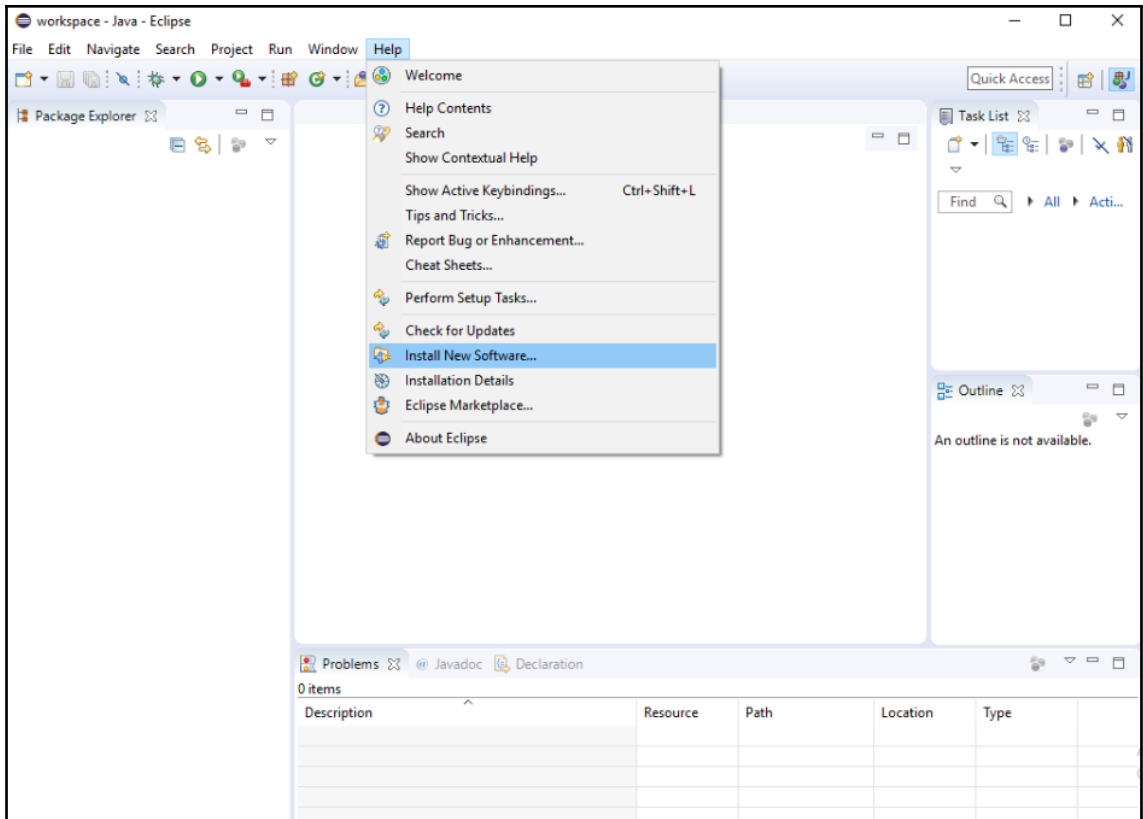 workspace - Java - Eclipse
File Edit Navigate Search Project Run Window Help
Quick Access
Package Explorer
Welcome
Help Contents
Search
Show Contextual Help
Show Active Keybindings... Ctrl+Shift+L
Tips and Tricks...
Report Bug or Enhancement...
Cheat Sheets...
Perform Setup Tasks...
Check for Updates
Install New Software...
Installation Details
Eclipse Marketplace...
About Eclipse
Task List
Find All Acti...
Outline
An outline is not available.
Problems @ Javadoc Declaration
0 items
Description Resource Path Location Type